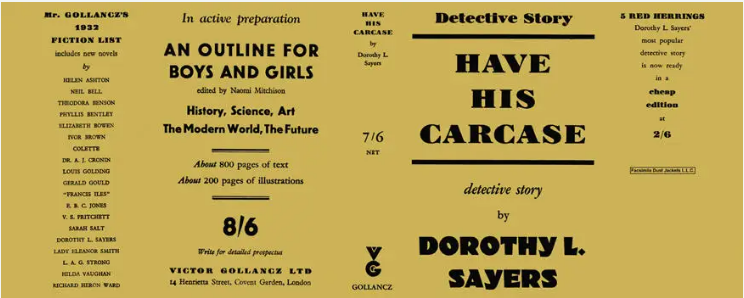 Mr. GOLLANCZ'S
1932
FICTION LIST
includes new novels
by
HELEN ASHTON
NEIL BELL
THEODORA BENSON
PHYLLIS BENTLEY
ELIZABETH BOWEN
IVOR BROWN
COLETTE
DR. A. J. CRONIN
LOUIS GOLDING
GERALD GOULD
"FRANCIS ILES"
E. B. C. JONES
V. S. PRITCHETT
SARAH SALT
DOROTHY L. SAYERS
LADY ELEANOR SMITH
L. A. G. STRONG
HILDA VAUGHAN
RICHARD HERON WARD
In active preparation
AN OUTLINE FOR
BOYS AND GIRLS
edited by Naomi Mitchison
History, Science, Art
The Modern World, The Future
About 800 pages of text
About 200 pages of illustrations
8/6
Write for detailed prospectus
VICTOR GOLLANCZ LTD
14 Henrietta Street, Covent Garden, London
HAVE
HIS
CARCASE
by
Dorothy L.
Sayers
7/6
NET
VG
GOLLANCZ
Detective Story
HAVE
HIS
CARCASE
detective story
by
DOROTHY L.
SAYERS
5 RED HERRINGS
Dorothy L. Sayers'
most popular
detective story
is now ready
in a
cheap
edition
at
2/6
Facsimile Dust Jackets L.L.C.